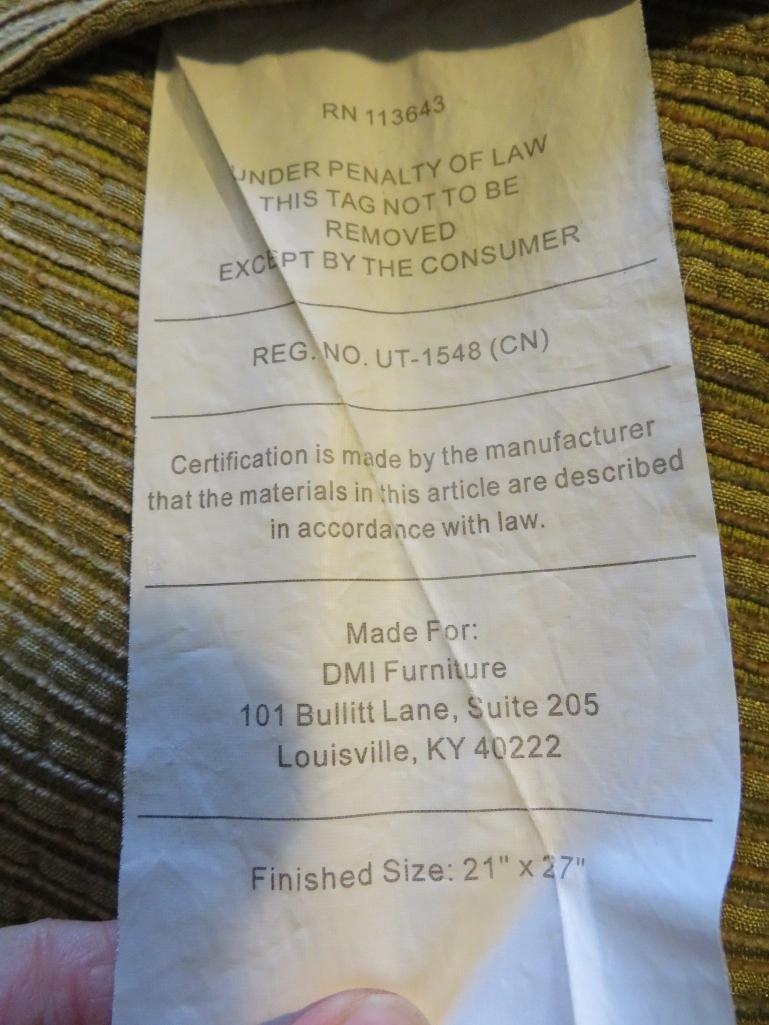 RN 113643
UNDER PENALTY OF LAW
THIS TAG NOT TO BE
REMOVED
EXCEPT BY THE CONSUMER
REG. NO. UT-1548 (CN)
Certification is made by the manufacturer
that the materials in this article are described
in accordance with law.
Made For:
DMI Furniture
101 Bullitt Lane, Suite 205
Louisville, KY 40222
Finished Size: 21" x 27"